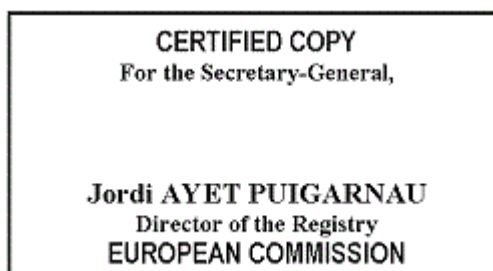 CERTIFIED COPY
For the Secretary-General,
Jordi AYET PUIGARNAU
Director of the Registry
EUROPEAN COMMISSION